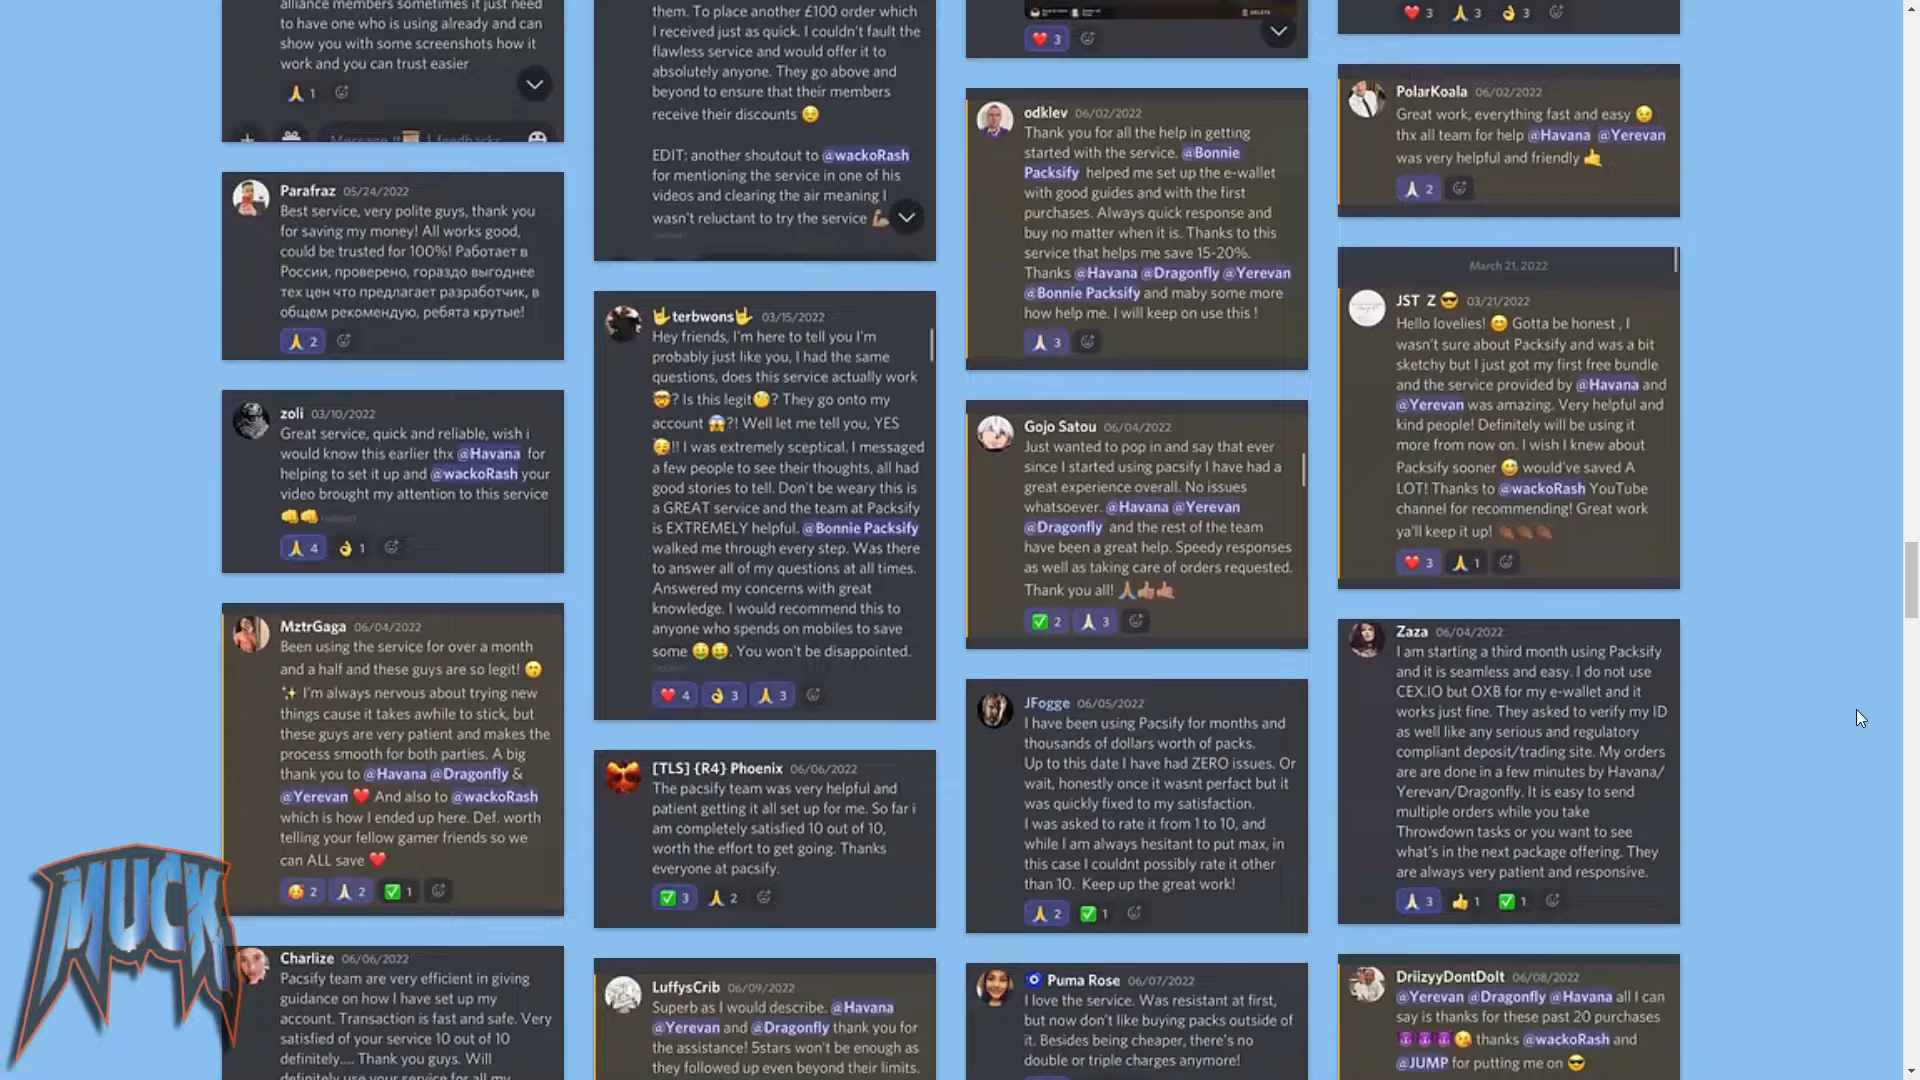 alliance members sometimes it just need
to have one who is using already and can
show you with some screenshots how it
work and you can trust easier
1
Parafraz 05/24/2022
Best service, very polite guys, thank you
for saving my money! All works good,
could be trusted for 100%! Работает в
России, проверено, гораздо выгоднее
тех цен что предлагает разработчик, в
общем рекомендую, ребята крутые!
2
zoli 03/10/2022
Great service, quick and reliable, wish i
would know this earlier thx @Havana for
helping to set it up and @wackoRash your
video brought my attention to this service
4 1
MztrGaga 06/04/2022
Been using the service for over a month
and a half and these guys are so legit!
I'm always nervous about trying new
things cause it takes awhile to stick, but
these guys are very patient and makes the
process smooth for both parties. A big
thank you to @Havana @Dragonfly &
@Yerevan And also to @wackoRash
which is how I ended up here. Def. worth
telling your fellow gamer friends so we
can ALL save
2 2 1
Charlize 06/06/2022
Pacsify team are very efficient in giving
guidance on how I have set up my
account. Transaction is fast and safe. Very
satisfied of your service 10 out of 10
definitely.... Thank you guys. Will
definitely use your service for all my
them. To place another £100 order which
I received just as quick. I couldn't fault the
flawless service and would offer it to
absolutely anyone. They go above and
beyond to ensure that their members
receive their discounts
EDIT: another shoutout to @wackoRash
for mentioning the service in one of his
videos and clearing the air meaning I
wasn't reluctant to try the service
terbwons 03/15/2022
Hey friends, I'm here to tell you I'm
probably just like you, I had the same
questions, does this service actually work
? Is this legit? They go onto my
account ?! Well let me tell you, YES
!! I was extremely sceptical. I messaged
a few people to see their thoughts, all had
good stories to tell. Don't be weary this is
a GREAT service and the team at Packsify
is EXTREMELY helpful. @Bonnie Packsify
walked me through every step. Was there
to answer all of my questions at all times.
Answered my concerns with great
knowledge. I would recommend this to
anyone who spends on mobiles to save
some . You won't be disappointed.
4 3 3
[TLS] {R4} Phoenix 06/06/2022
The pacsify team was very helpful and
patient getting it all set up for me. So far i
am completely satisfied 10 out of 10,
worth the effort to get going. Thanks
everyone at pacsify.
3 2
LuffysCrib 06/09/2022
Superb as I would describe. @Havana
@Yerevan and @Dragonfly thank you for
the assistance! 5stars won't be enough as
they followed up even beyond their limits.
3
odklev 06/02/2022
Thank you for all the help in getting
started with the service. @Bonnie
Packsify helped me set up the e-wallet
with good guides and with the first
purchases. Always quick response and
buy no matter when it is. Thanks to this
service that helps me save 15-20%.
Thanks @Havana @Dragonfly @Yerevan
@Bonnie Packsify and maby some more
how help me. I will keep on use this !
3
Gojo Satou 06/04/2022
Just wanted to pop in and say that ever
since I started using pacsify I have had a
great experience overall. No issues
whatsoever. @Havana @Yerevan
@Dragonfly and the rest of the team
have been a great help. Speedy responses
as well as taking care of orders requested.
Thank you all!
2 3
JFogge 06/05/2022
I have been using Pacsify for months and
thousands of dollars worth of packs.
Up to this date I have had ZERO issues. Or
wait, honestly once it wasnt perfact but it
was quickly fixed to my satisfaction.
I was asked to rate it from 1 to 10, and
while I am always hesitant to put max, in
this case I couldnt possibly rate it other
than 10. Keep up the great work!
2 1
Puma Rose 06/07/2022
I love the service. Was resistant at first,
but now don't like buying packs outside of
it. Besides being cheaper, there's no
double or triple charges anymore!
3 3 3
PolarKoala 06/02/2022
Great work, everything fast and easy
thx all team for help @Havana @Yerevan
was very helpful and friendly
2
March 21, 2022
JST Z 03/21/2022
Hello lovelies! Gotta be honest , I
wasn't sure about Packsify and was a bit
sketchy but I just got my first free bundle
and the service provided by @Havana and
@Yerevan was amazing. Very helpful and
kind people! Definitely will be using it
more from now on. I wish I knew about
Packsify sooner would've saved A
LOT! Thanks to @wackoRash YouTube
channel for recommending! Great work
ya'll keep it up!
3 1
Zaza 06/04/2022
I am starting a third month using Packsify
and it is seamless and easy. I do not use
CEX.IO but OXB for my e-wallet and it
works just fine. They asked to verify my ID
as well like any serious and regulatory
compliant deposit/trading site. My orders
are are done in a few minutes by Havana/
Yerevan/Dragonfly. It is easy to send
multiple orders while you take
Throwdown tasks or you want to see
what's in the next package offering. They
are always very patient and responsive.
3 1 1
DriizyyDontDoIt 06/08/2022
@Yerevan @Dragonfly @Havana all I can
say is thanks for these past 20 purchases
thanks @wackoRash and
@JUMP for putting me on
MUCK